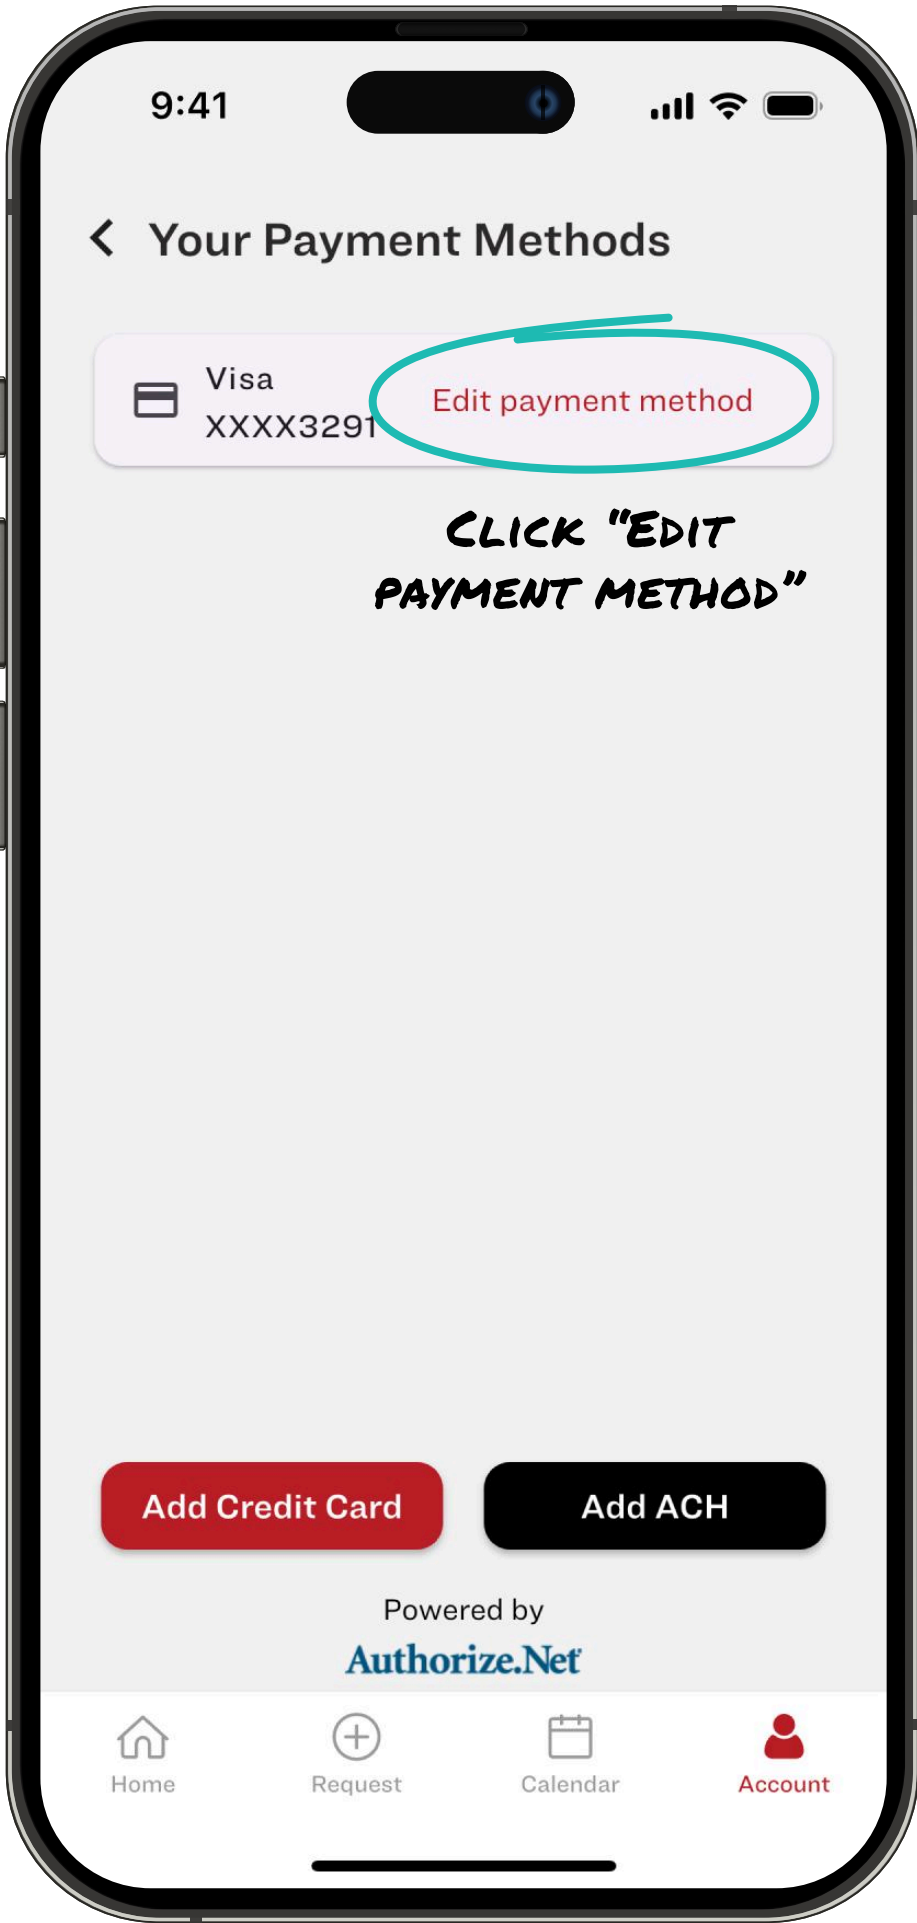 9:41
Your Payment Methods
Visa
XXXX3291
Edit payment method
CLICK "EDIT
PAYMENT METHOD"
Add Credit Card
Add ACH
Powered by
Authorize.Net
Home
Request
Calendar
Account